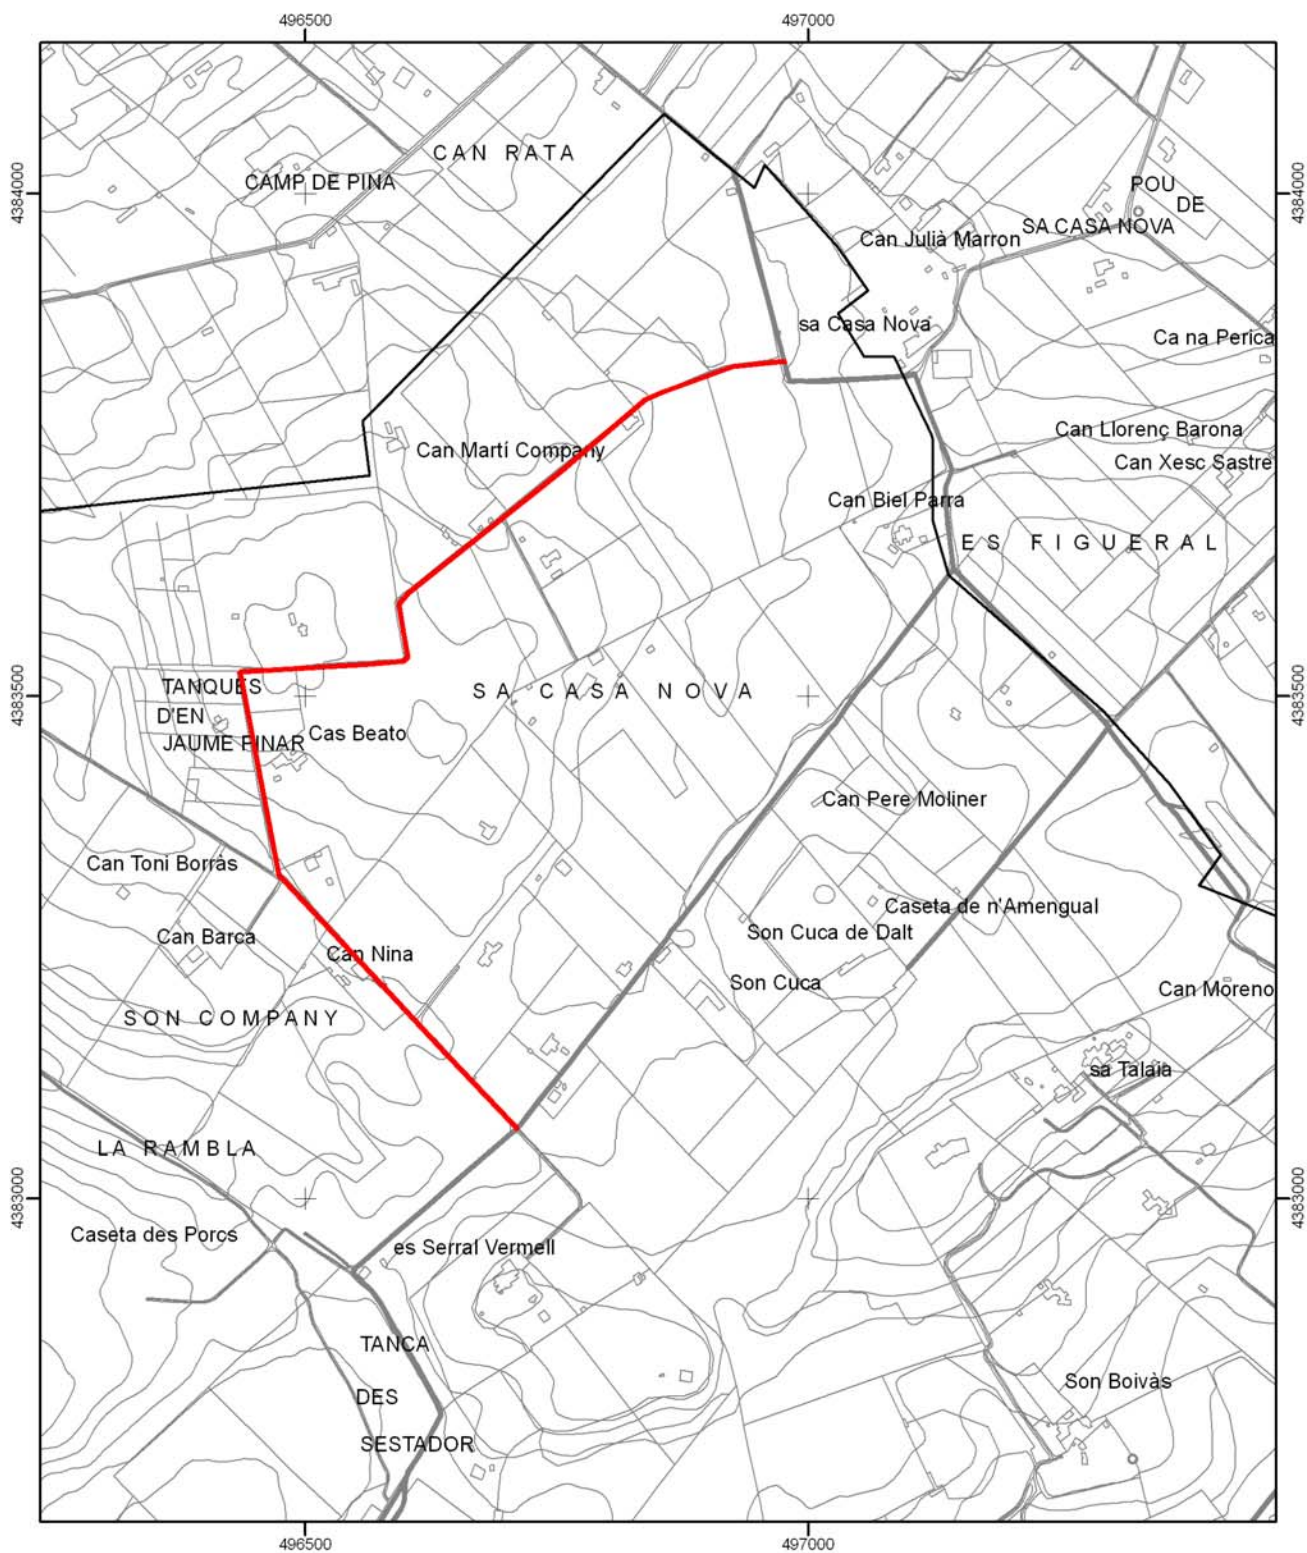 496500
497000
CAN RATA
CAMP DE PINA
4384000
4384000
POU
DE
SA CASA NOVA
Can Julià Marron
sa Casa Nova
Ca na Perica
Can Martí Company
Can Llorenç Barona
Can Xesc Sastre
Can Biel Parra
ES FIGUERAL
4383500
4383500
TANQUES
D'EN
JAUME PINAR
SA CASA NOVA
Cas Beato
Can Pere Moliner
Can Toni Borràs
Caseta de n'Amengual
Can Barca
Can Nina
Son Cuca de Dalt
Son Cuca
Can Moreno
SON COMPANY
sa Talaia
LA RAMBLA
4383000
4383000
Caseta des Porcs
es Serral Vermell
TANCA
DES
SESTADOR
Son Boivàs
496500
497000